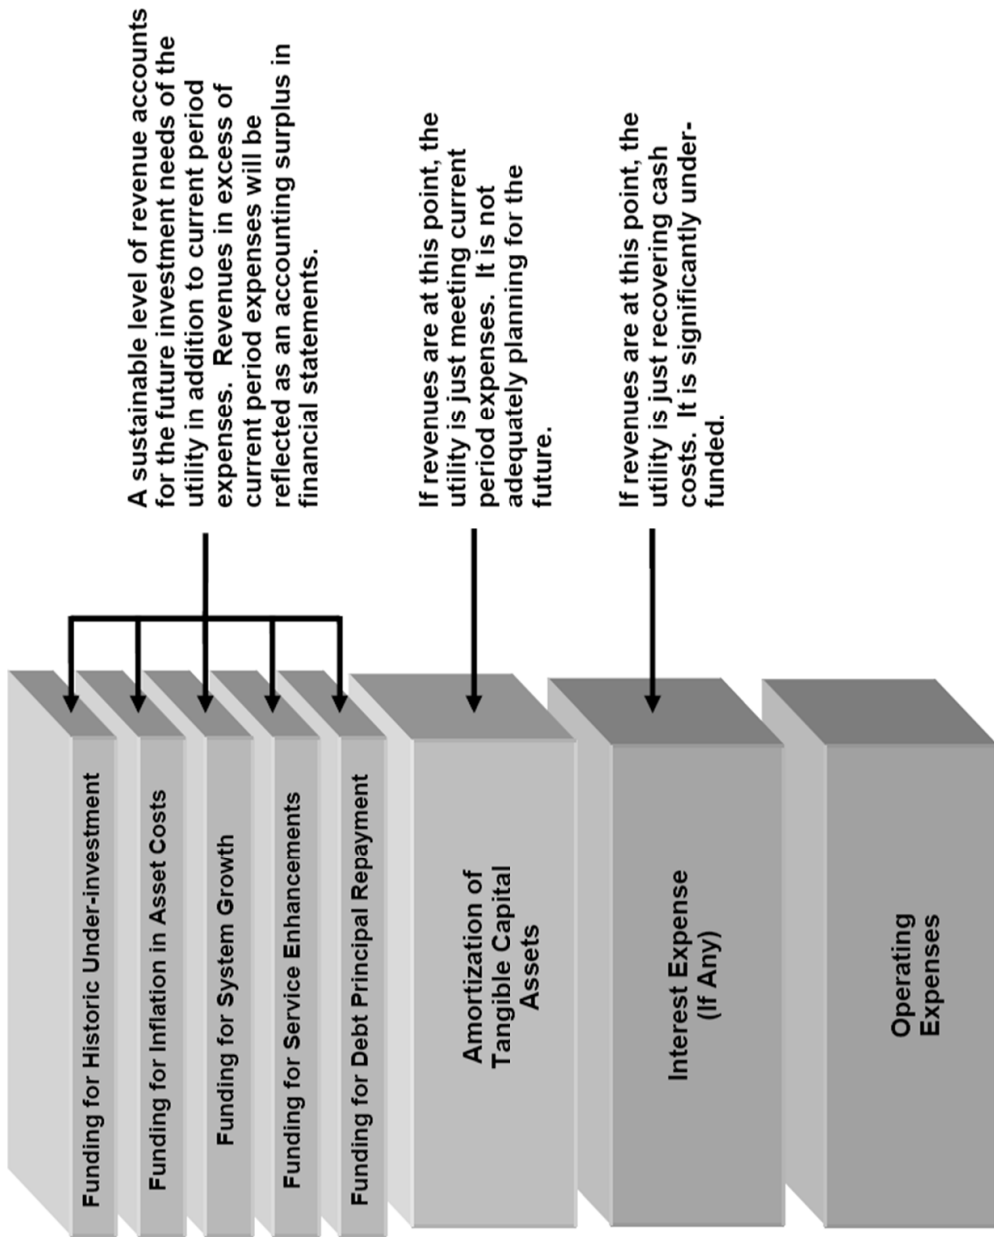 Funding for Historic Under-investment
Funding for Inflation in Asset Costs
Funding for System Growth
Funding for Service Enhancements
Funding for Debt Principal Repayment
Amortization of
Tangible Capital
Assets
Interest Expense
(If Any)
Operating
Expenses
A sustainable level of revenue accounts
for the future investment needs of the
utility in addition to current period
expenses.  Revenues in excess of
current period expenses will be
reflected as an accounting surplus in
financial statements.
If revenues are at this point, the
utility is just meeting current
period expenses.  It is not
adequately planning for the
future.
If revenues are at this point, the
utility is just recovering cash
costs.  It is significantly under-
funded.